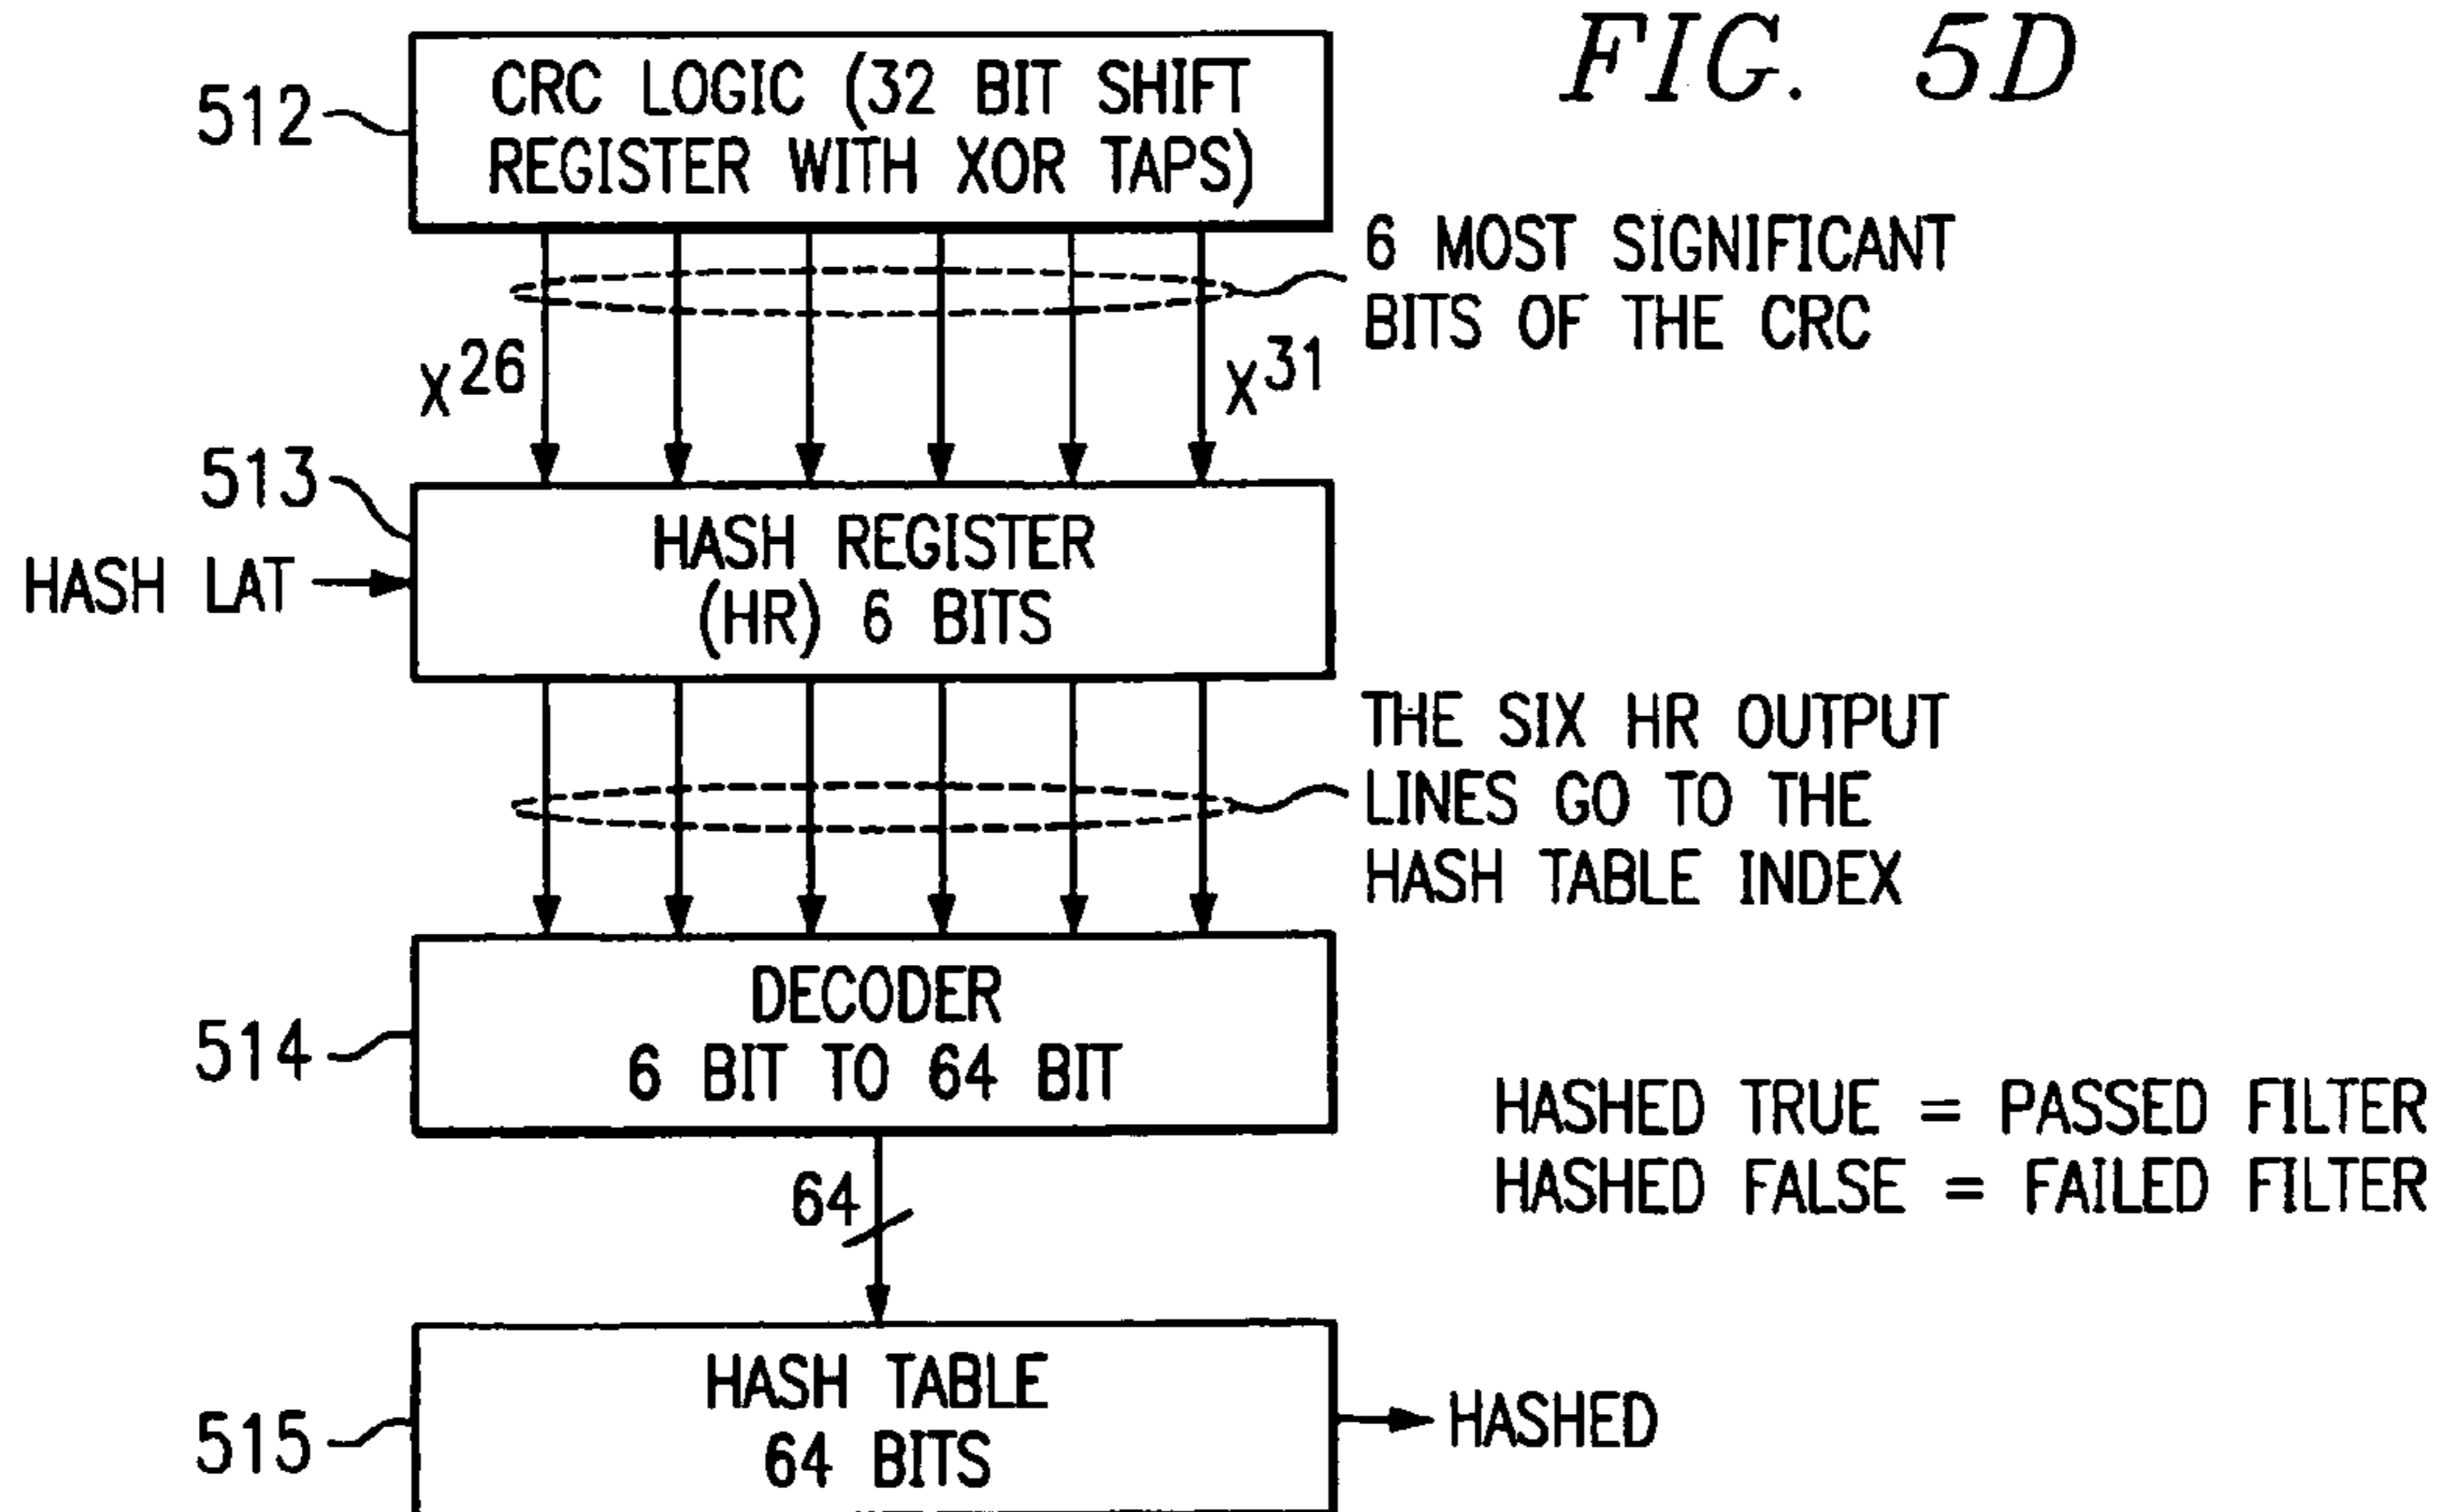 FIG. 5D
512
CRC LOGIC (32 BIT SHIFT
REGISTER WITH XOR TAPS)
6 MOST SIGNIFICANT
BITS OF THE CRC
X26
X31
513
HASH LAT
HASH REGISTER
(HR) 6 BITS
THE SIX HR OUTPUT
LINES GO TO THE
HASH TABLE INDEX
514
DECODER
6 BIT TO 64 BIT
HASHED TRUE = PASSED FILTER
HASHED FALSE = FAILED FILTER
64
515
HASH TABLE
64 BITS
HASHED